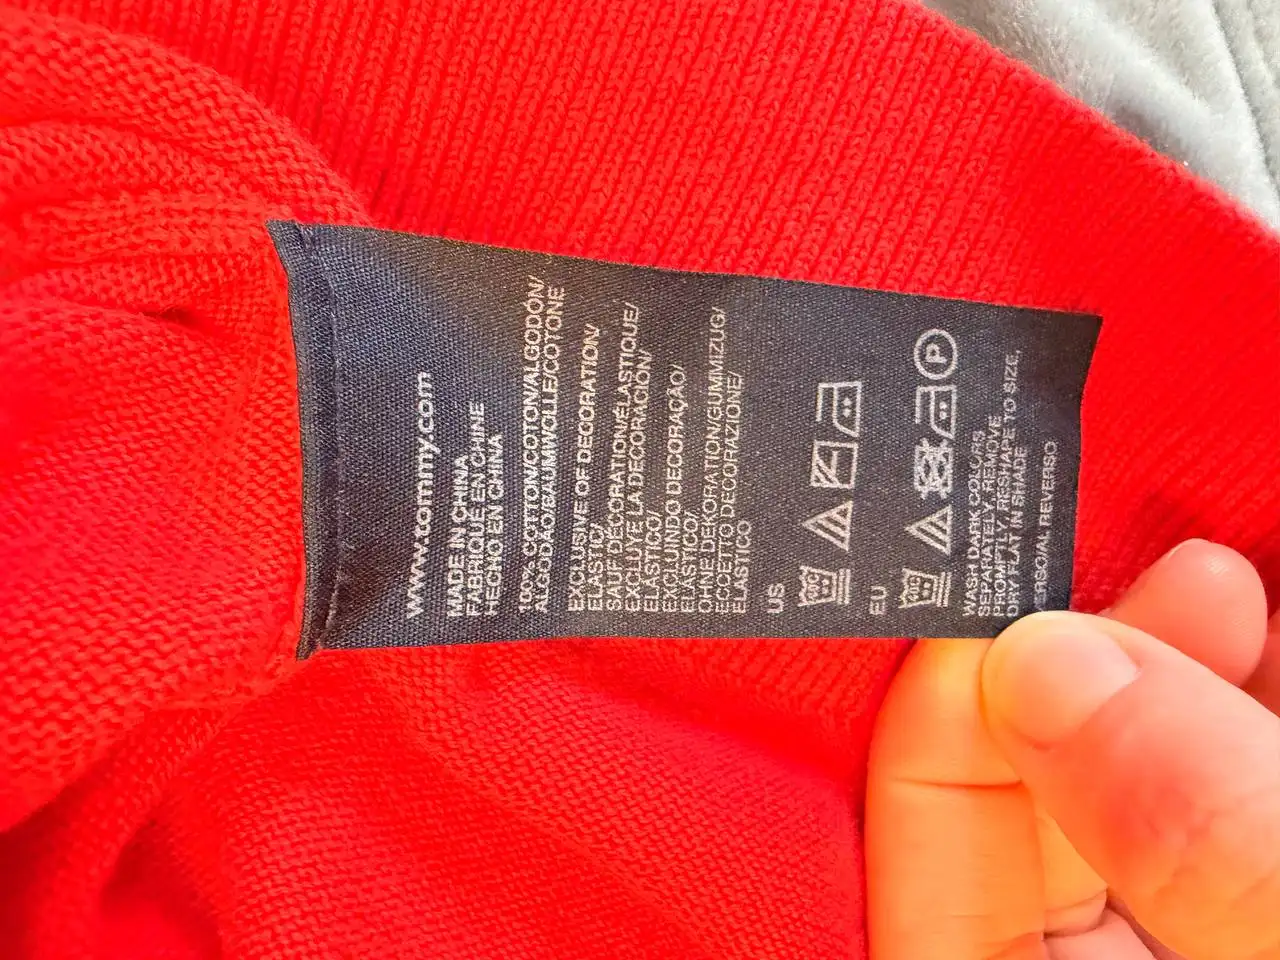 www.tommy.com
MADE IN CHINA
FABRIQUÉ EN CHINE
HECHO EN CHINA
100% COTTON/COTON/ALGODÓN/
ALGODÃO/BAUMWOLLE/COTONE
EXCLUSIVE OF DECORATION/
ELASTIC/
SAUF DÉCORATION/ÉLASTIQUE/
EXCLUYE LA DECORACIÓN/
ELÁSTICO/
EXCLUINDO DECORAÇÃO/
ELÁSTICO/
OHNE DEKORATION/GUMMIZUG/
ECCETTO DECORAZIONE/
ELASTICO
US
EU
P
WASH DARK COLORS
SEPARATELY, REMOVE
PROMPTLY, RESHAPE TO SIZE,
DRY FLAT IN SHADE
REVERSO